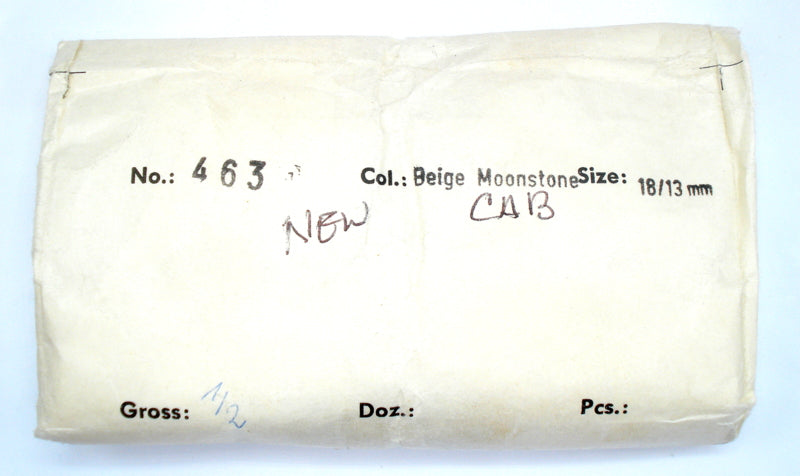 No.: 463 Col.: Beige Moonstone Size: 18/13 mm
NEW CAB
Gross: 1/2 Doz.: Pcs.: